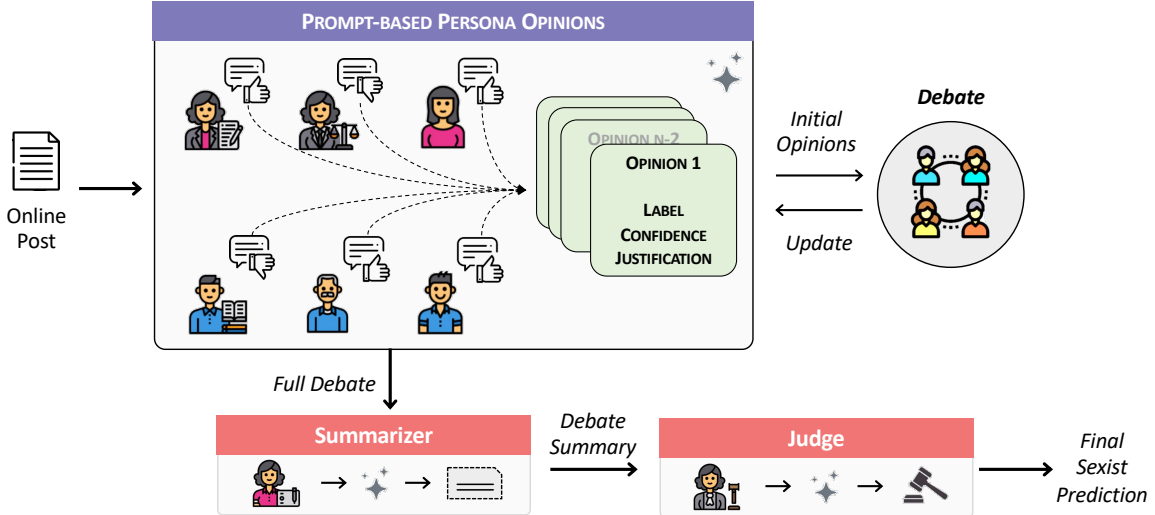 PROMPT-BASED PERSONA OPINIONS
Online
Post
OPINION N-2
OPINION 1
LABEL
CONFIDENCE
JUSTIFICATION
Initial
Opinions
Update
Debate
Full Debate
Summarizer
Debate
Summary
Judge
Final
Sexist
Prediction